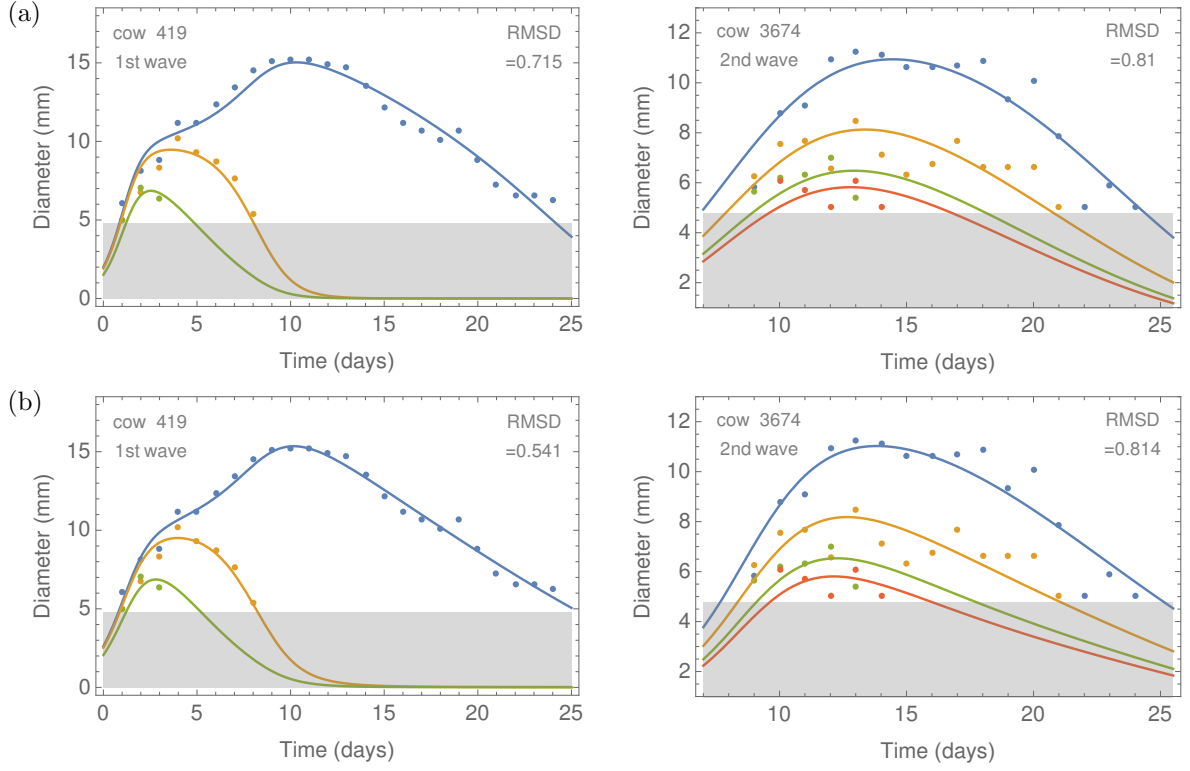 (a)
cow 419
RMSD
1st wave
=0.715
Diameter (mm)
15
10
5
0
0 5 10 15 20 25
Time (days)
cow 3674
RMSD
2nd wave
=0.81
Diameter (mm)
12
10
8
6
4
2
10 15 20 25
Time (days)
(b)
cow 419
RMSD
1st wave
=0.541
Diameter (mm)
15
10
5
0
0 5 10 15 20 25
Time (days)
cow 3674
RMSD
2nd wave
=0.814
Diameter (mm)
12
10
8
6
4
2
10 15 20 25
Time (days)